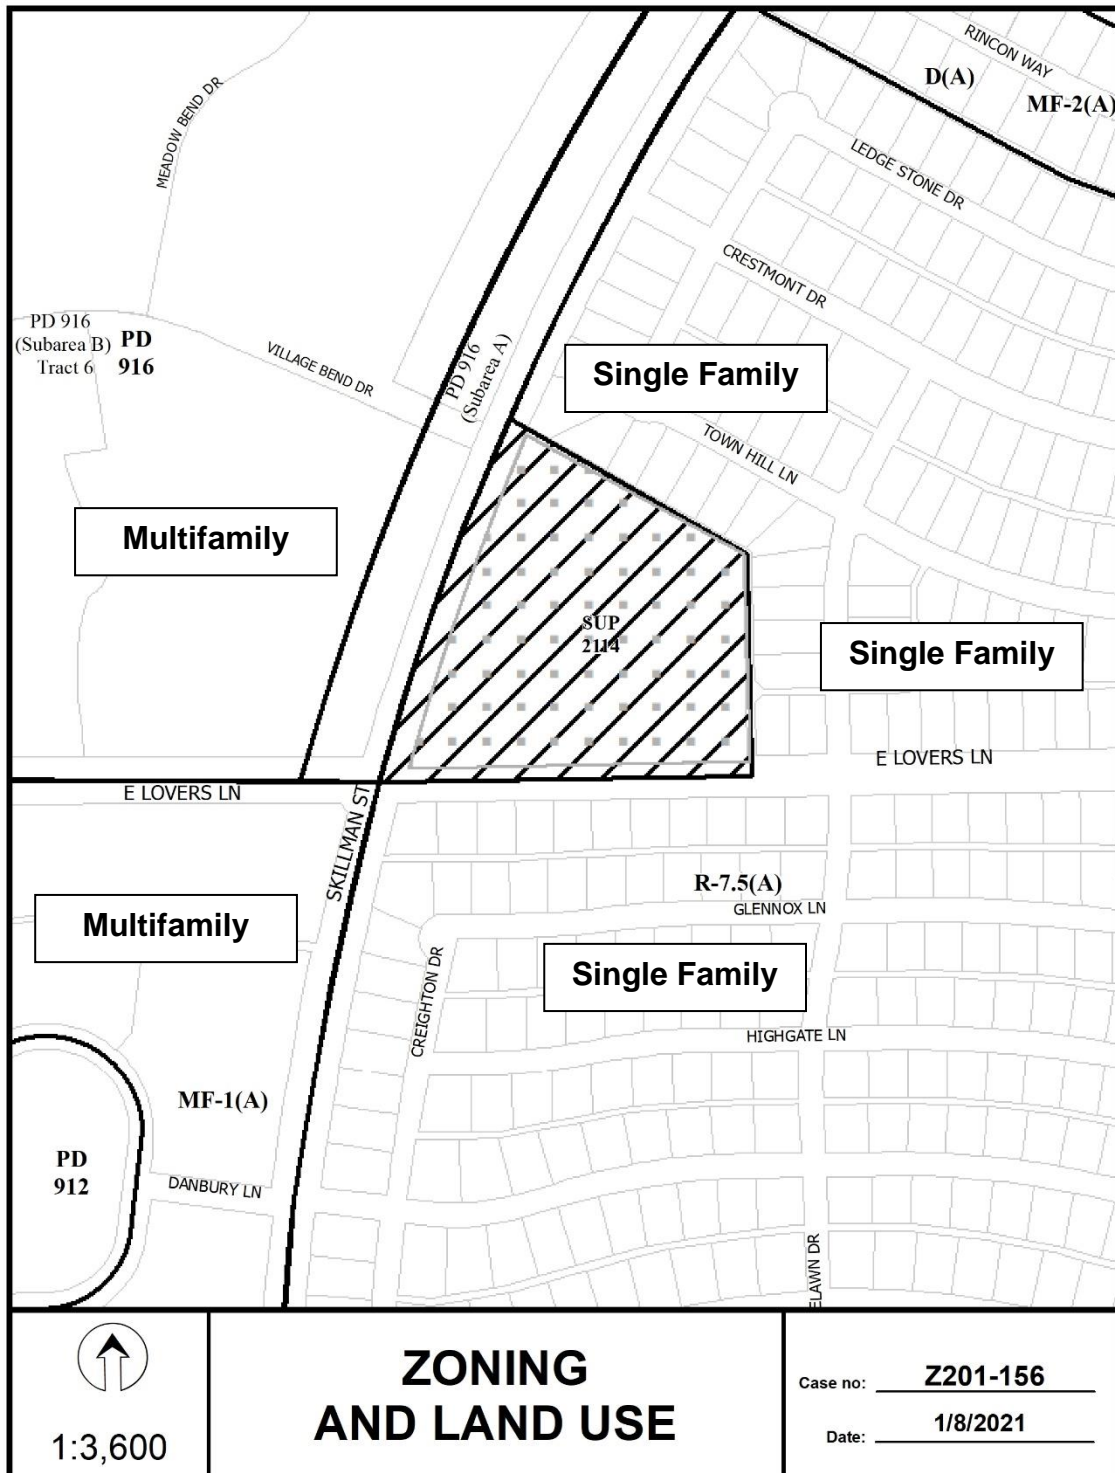 RINCON WAY
D(A)
MF-2(A)
MEADOW BEND DR
LEDGE STONE DR
CRESTMONT DR
PD 916
(Subarea B)
Tract 6
PD
916
VILLAGE BEND DR
PD 916
(Subarea A)
Single Family
TOWN HILL LN
Multifamily
SUP
2114
Single Family
E LOVERS LN
E LOVERS LN
SKILLMAN ST
R-7.5(A)
GLENNOX LN
Multifamily
Single Family
CREIGHTON DR
HIGHGATE LN
MF-1(A)
PD
912
DANBURY LN
ELAWN DR
1:3,600
ZONING
AND LAND USE
Case no: Z201-156
Date: 1/8/2021